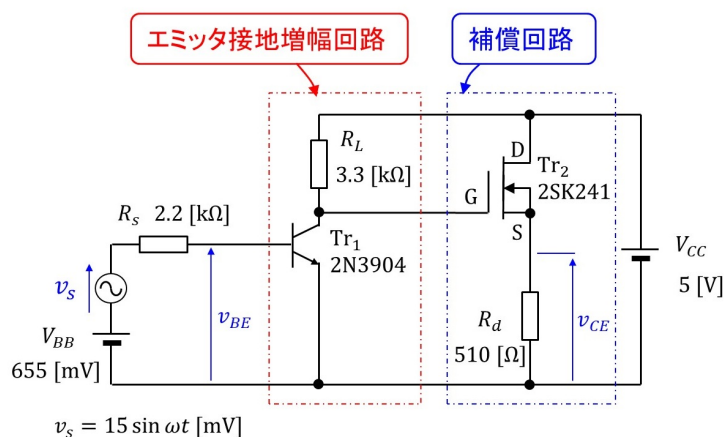 エミッタ接地増幅回路
補償回路
R_L
3.3 [kΩ]
D
Tr₂
2SK241
G
S
R_s 2.2 [kΩ]
Tr₁
2N3904
V_CC
5 [V]
v_s
v_BE
V_BB
655 [mV]
R_d
510 [Ω]
v_CE
v_s = 15 sin ωt [mV]